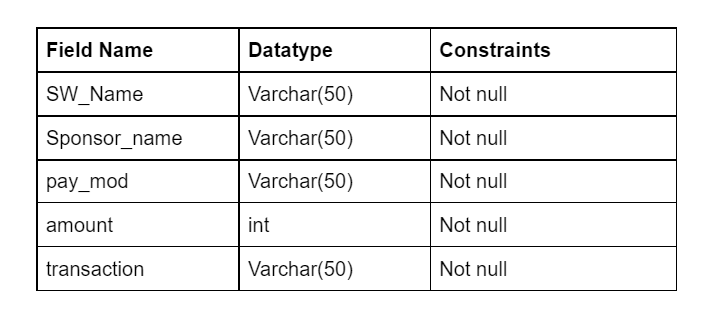 Field Name Datatype Constraints
SW_Name Varchar(50) Not null
Sponsor_name Varchar(50) Not null
pay_mod Varchar(50) Not null
amount int Not null
transaction Varchar(50) Not null